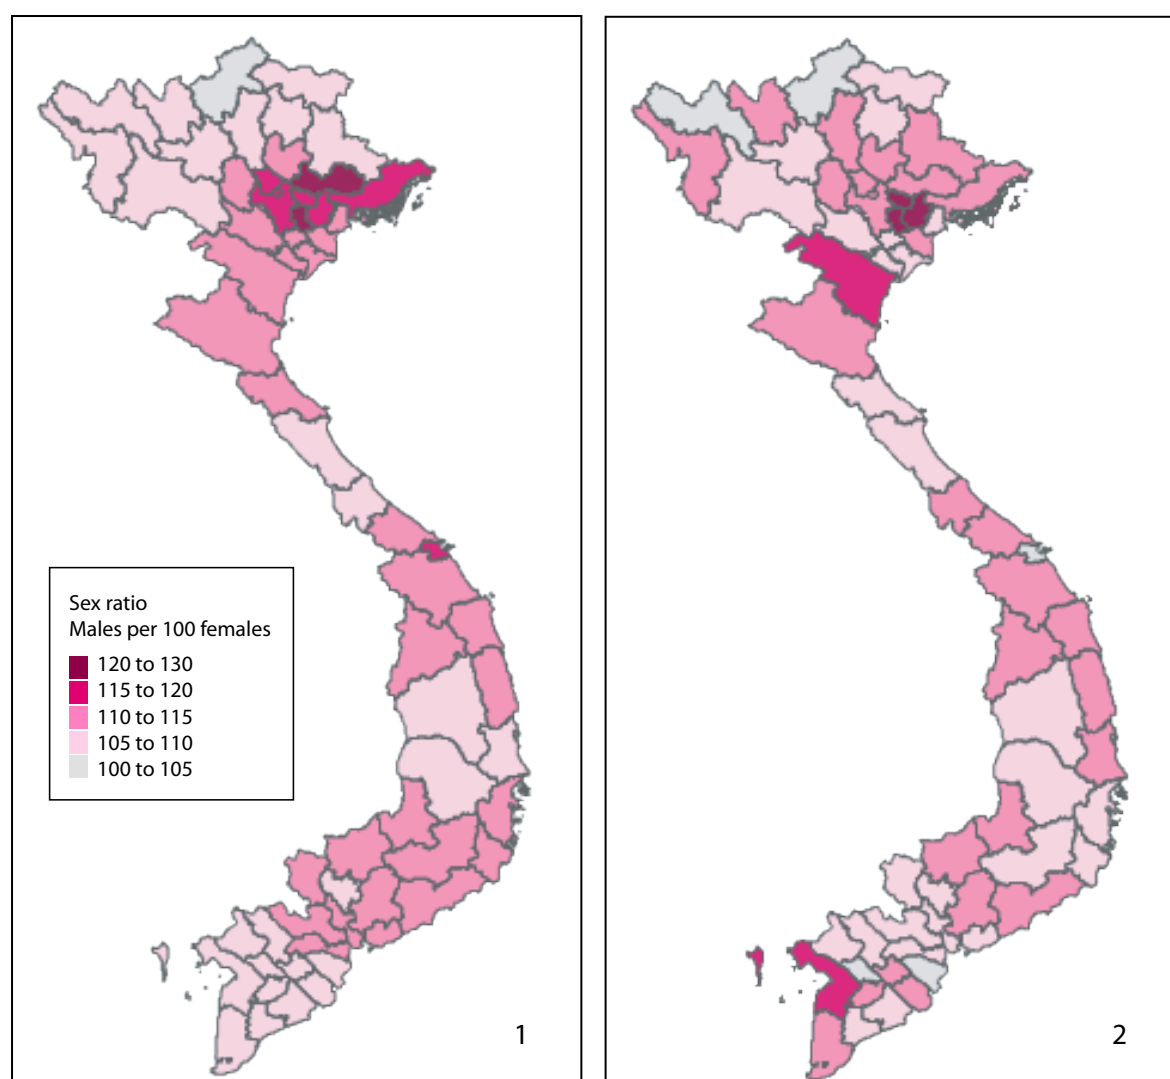 Sex ratio
Males per 100 females
120 to 130
115 to 120
110 to 115
105 to 110
100 to 105
1
2